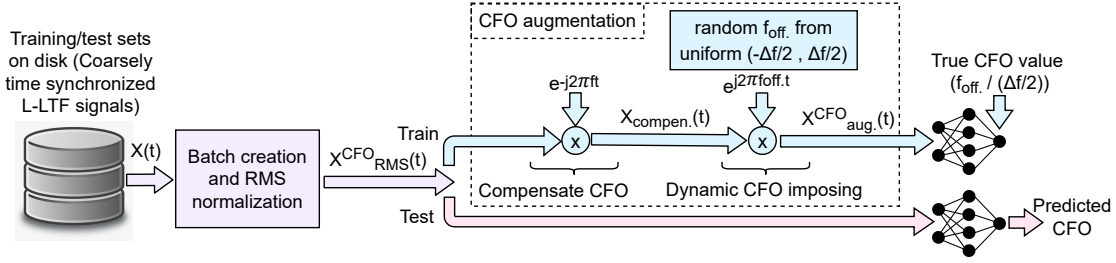 Training/test sets
on disk (Coarsely
time synchronized
L-LTF signals)
X(t)
Batch creation
and RMS
normalization
X^CFO_RMS(t)
Train
Test
CFO augmentation
e^-j2πft
x
Compensate CFO
X_compen.(t)
random f_off. from
uniform (-Δf/2 , Δf/2)
e^j2πfoff.t
x
Dynamic CFO imposing
X^CFO_aug.(t)
True CFO value
(f_off. / (Δf/2))
Predicted
CFO